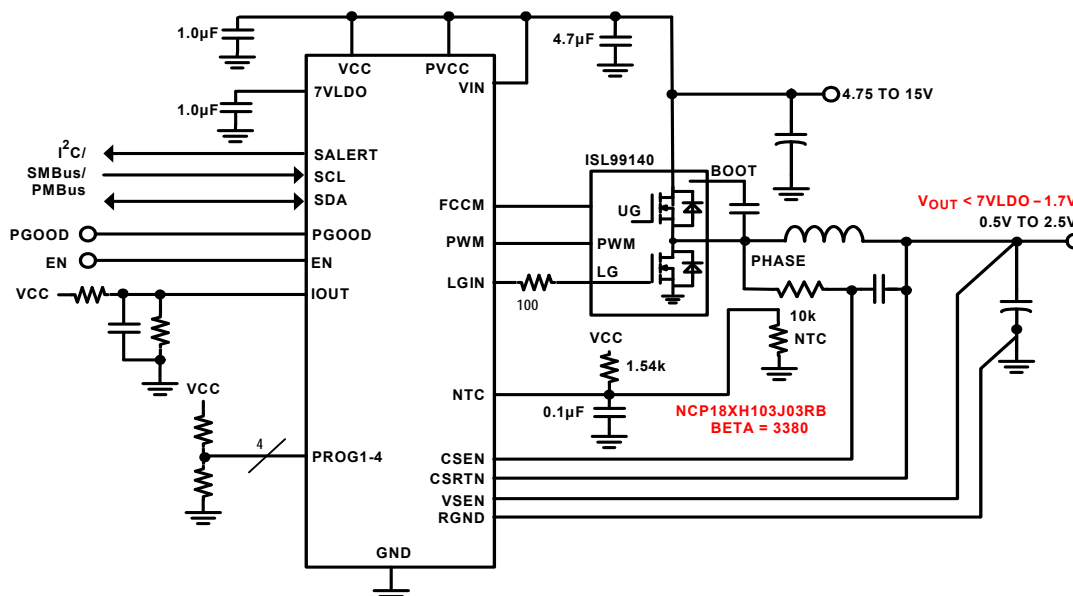 1.0µF
4.7µF
VCC
PVCC
VIN
7VLDO
1.0µF
4.75 TO 15V
I²C/
SMBus/
PMBus
SALERT
SCL
SDA
ISL99140
BOOT
FCCM
UG
VOUT < 7VLDO – 1.7V
0.5V TO 2.5V
PGOOD
PGOOD
PWM
PWM
EN
EN
PHASE
LGIN
LG
100
VCC
IOUT
10k
NTC
VCC
1.54k
VCC
NTC
0.1µF
NCP18XH103J03RB
BETA = 3380
4
PROG1-4
CSEN
CSRTN
VSEN
RGND
GND